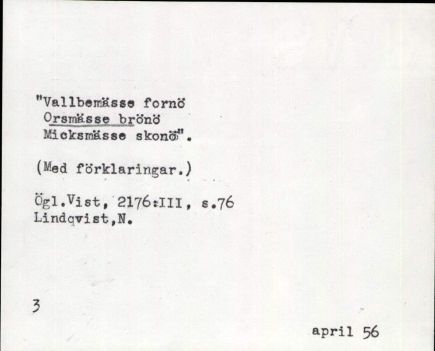 "Vallbemässe fornö
Orsmässe brönö
Micksmässe skonö".
(Med förklaringar.)
Ögl.Vist, 2176:III, s.76
Lindqvist,N.
3
april 56